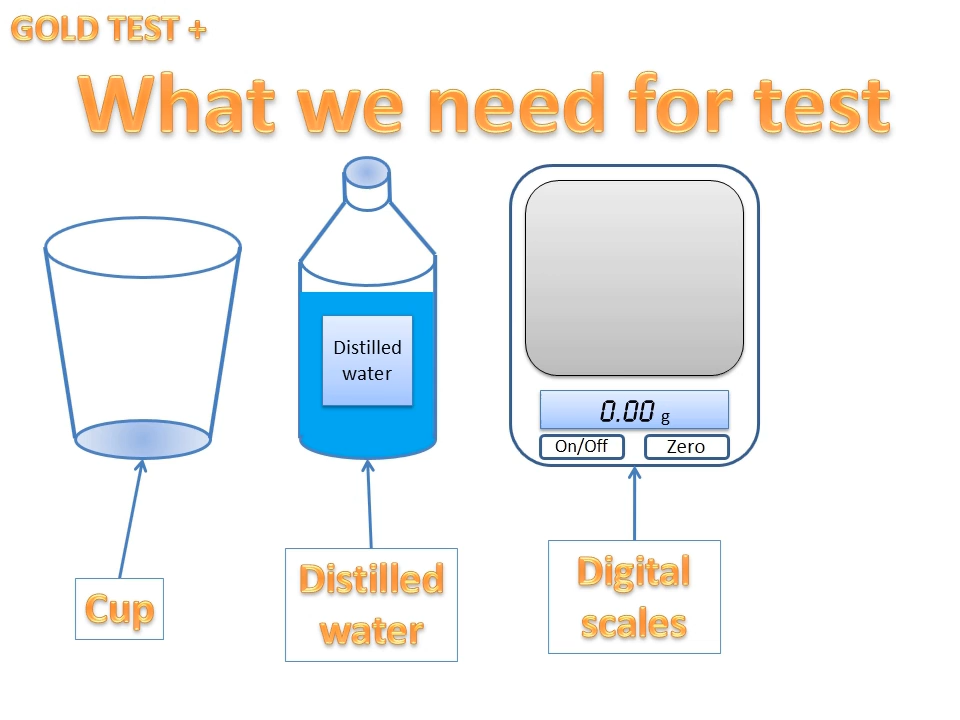 GOLD TEST +
What we need for test
Distilled
water
0.00 g
On/Off
Zero
Cup
Distilled
water
Digital
scales